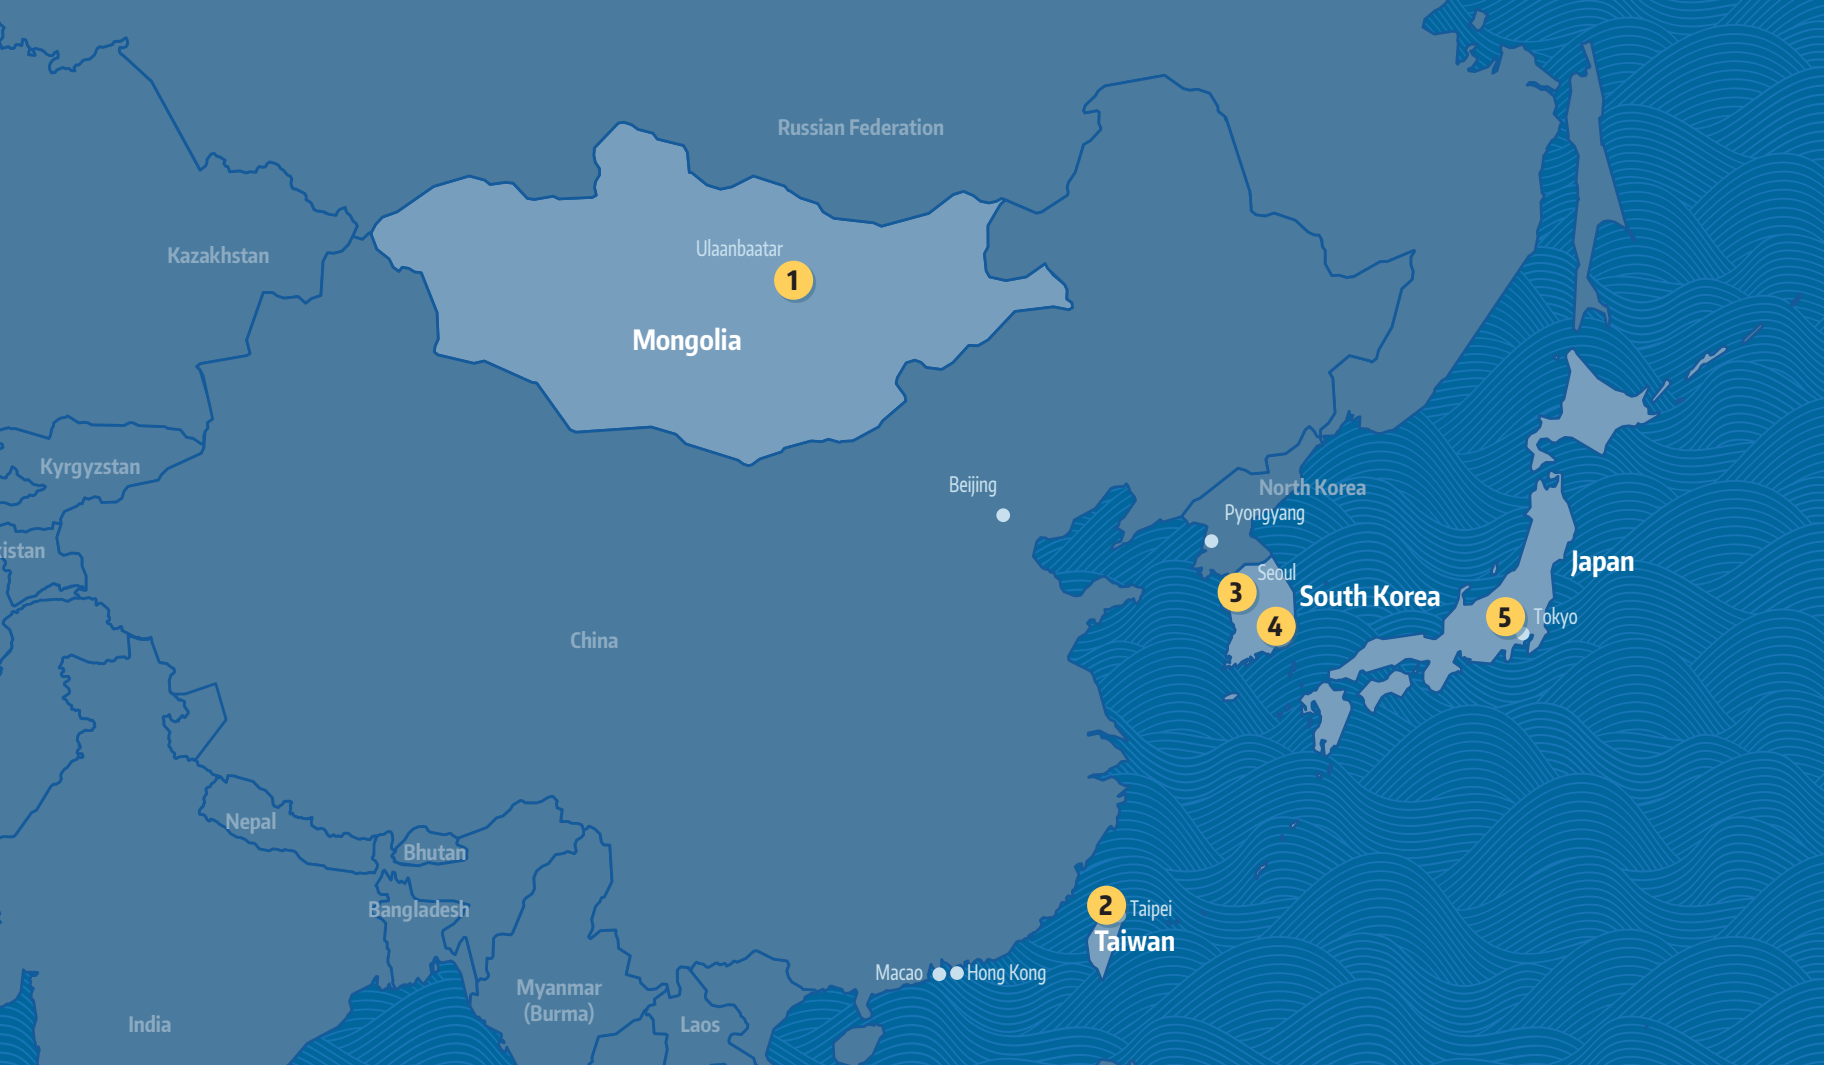 Russian Federation
Kazakhstan
Ulaanbaatar
1
Mongolia
Kyrgyzstan
Beijing
North Korea
Pyongyang
istan
Japan
Seoul
3
South Korea
4
5
Tokyo
China
Nepal
Bhutan
Bangladesh
2
Taipei
Taiwan
Macao
Hong Kong
Myanmar
(Burma)
India
Laos